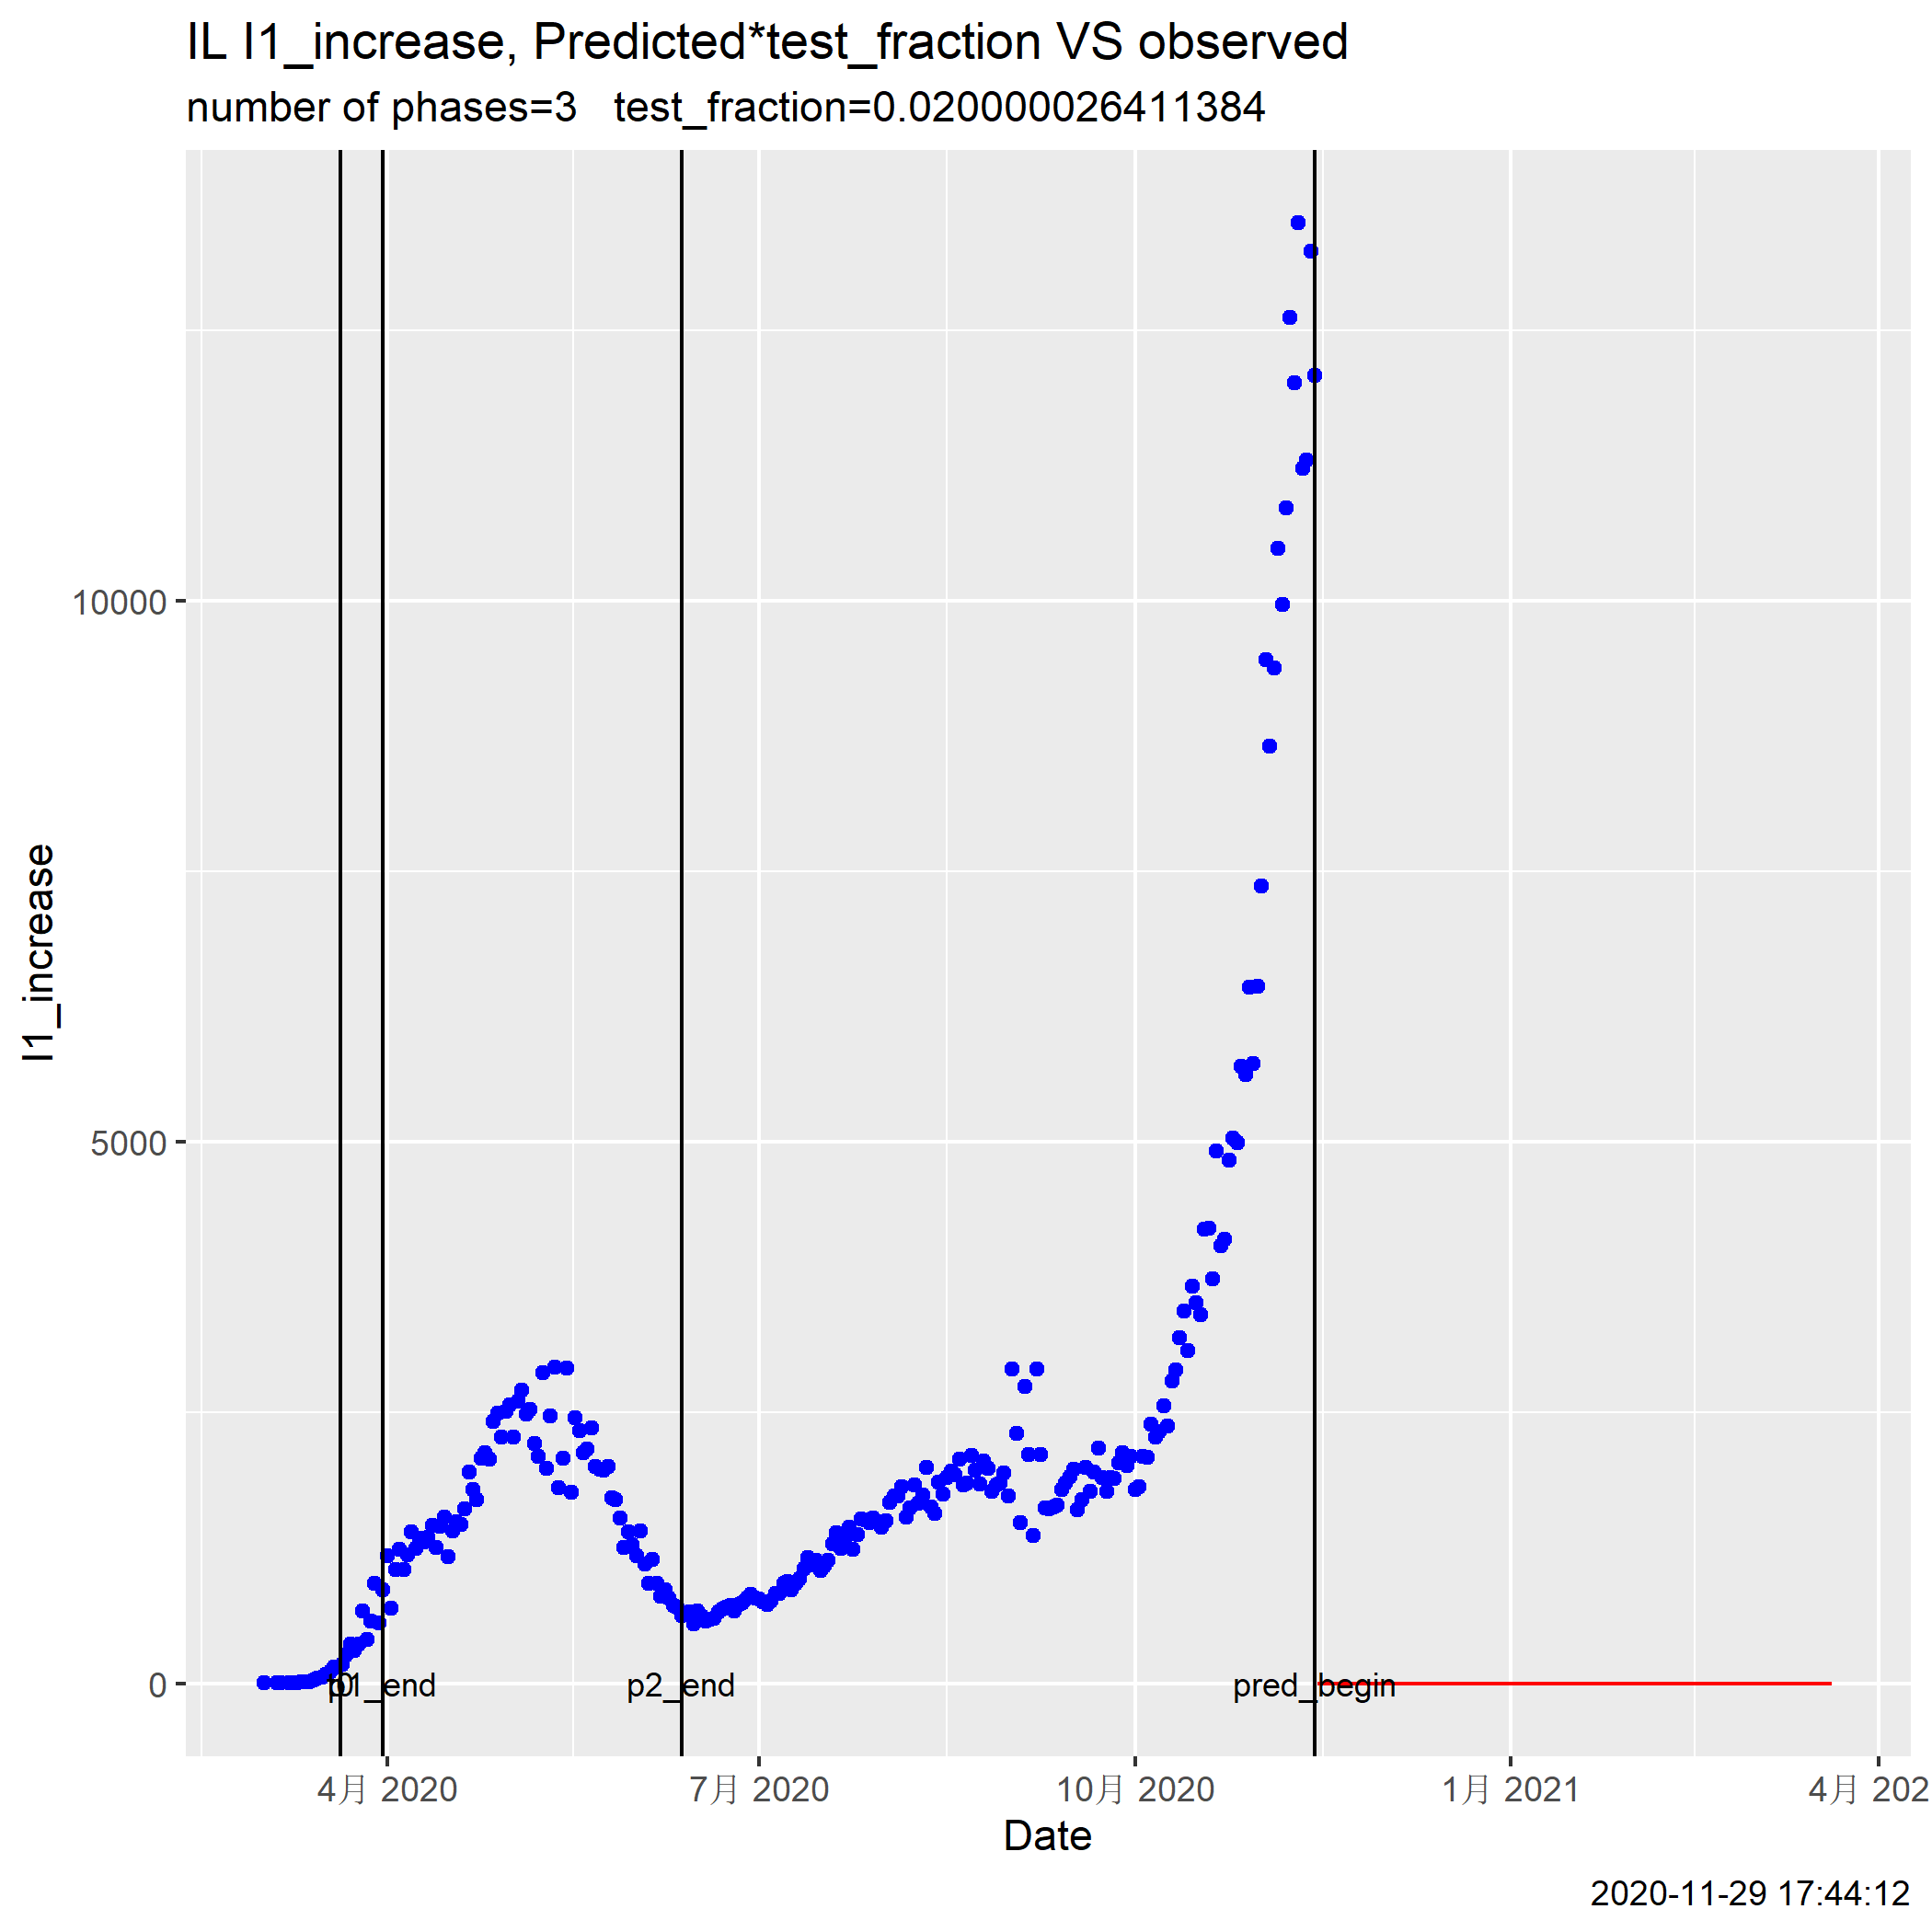 IL I1_increase, Predicted*test_fraction VS observed
number of phases=3 test_fraction=0.020000026411384
I1_increase
10000
5000
0
p1_end
p2_end
pred_begin
4月 2020
7月 2020
10月 2020
1月 2021
4月 202
Date
2020-11-29 17:44:12